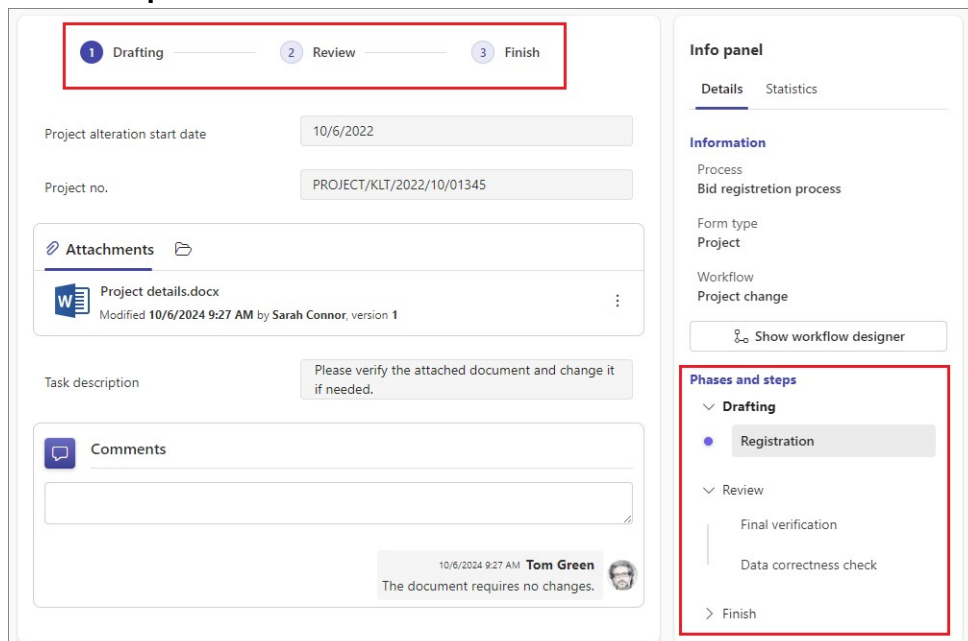 1 Drafting 2 Review 3 Finish
Project alteration start date 10/6/2022
Project no. PROJECT/KLT/2022/10/01345
Attachments
W Project details.docx
Modified 10/6/2024 9:27 AM by Sarah Connor, version 1
Task description
Please verify the attached document and change it
if needed.
Comments
10/6/2024 9:27 AM Tom Green
The document requires no changes.
Info panel
Details Statistics
Information
Process
Bid registretion process
Form type
Project
Workflow
Project change
Show workflow designer
Phases and steps
Drafting
Registration
Review
Final verification
Data correctness check
Finish